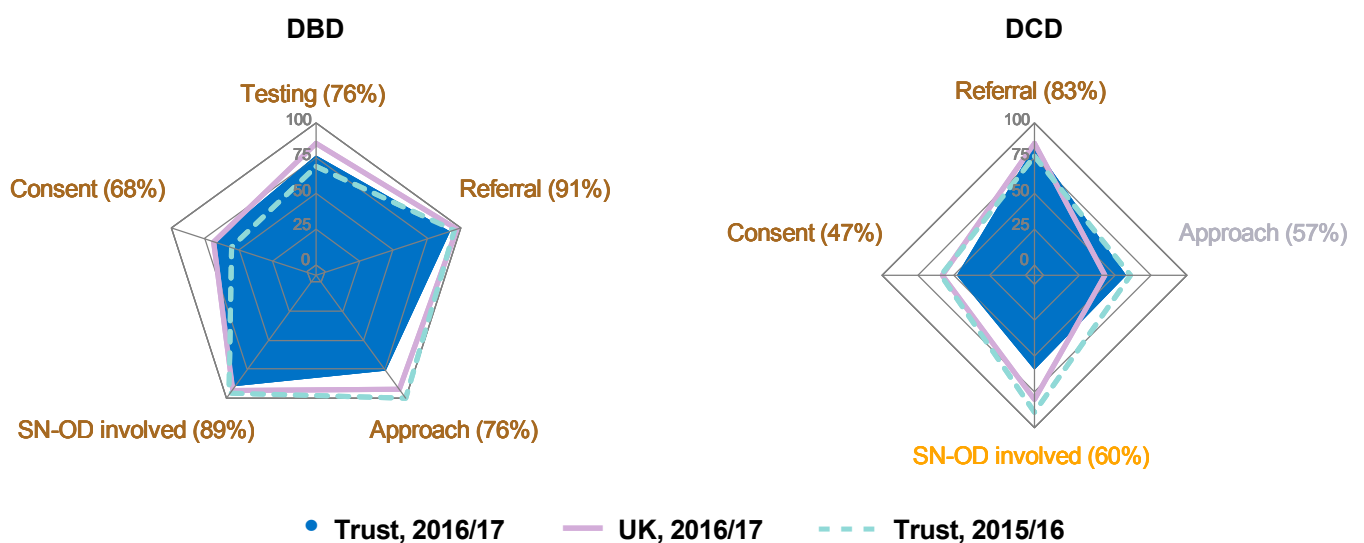 DBD
DCD
Testing (76%)
Referral (83%)
100
75
50
25
0
100
75
50
25
0
Consent (68%)
Referral (91%)
Consent (47%)
Approach (57%)
SN-OD involved (89%)
Approach (76%)
SN-OD involved (60%)
Trust, 2016/17
UK, 2016/17
Trust, 2015/16